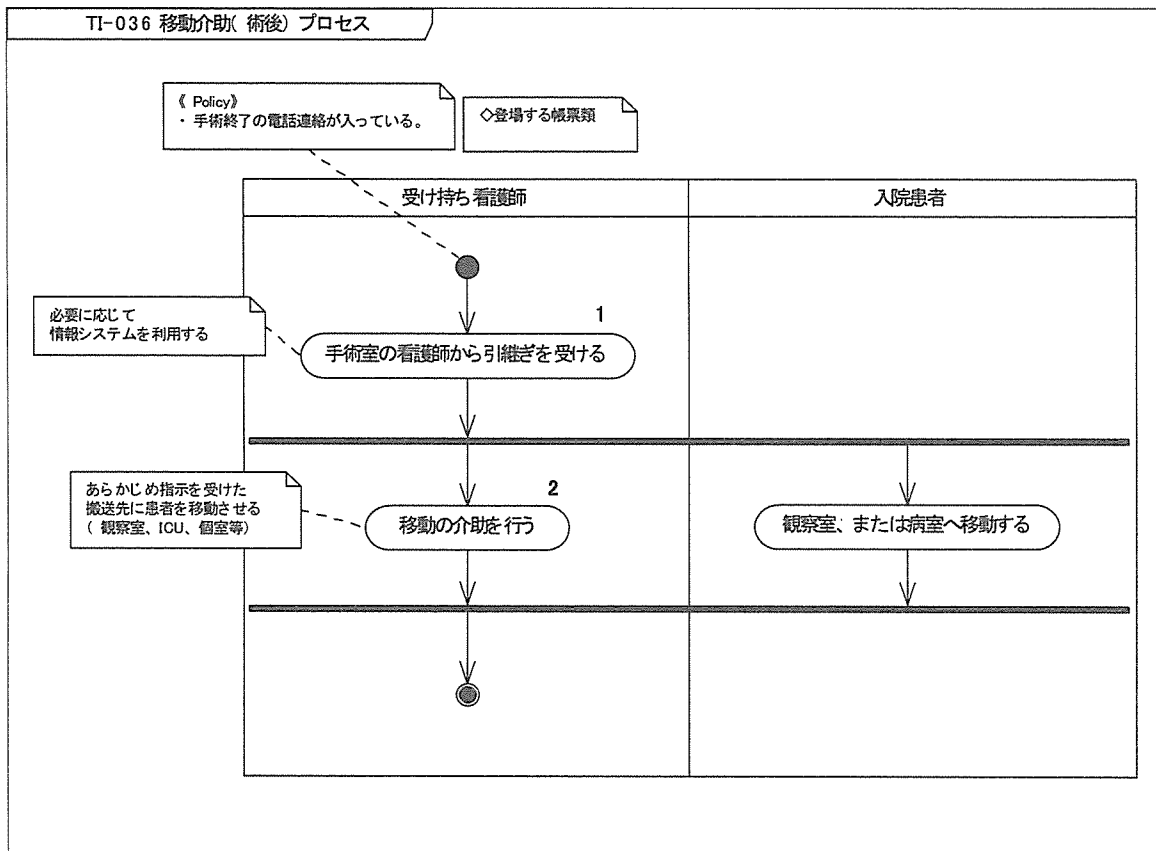 TI-036 移動介助(術後) プロセス
《Policy》
・手術終了の電話連絡が入っている。
◇登場する帳票類
受け持ち看護師
入院患者
必要に応じて
情報システムを利用する
1
手術室の看護師から引継ぎを受ける
あらかじめ指示を受けた
搬送先に患者を移動させる
(観察室、ICU、個室等)
2
移動の介助を行う
観察室、または病室へ移動する